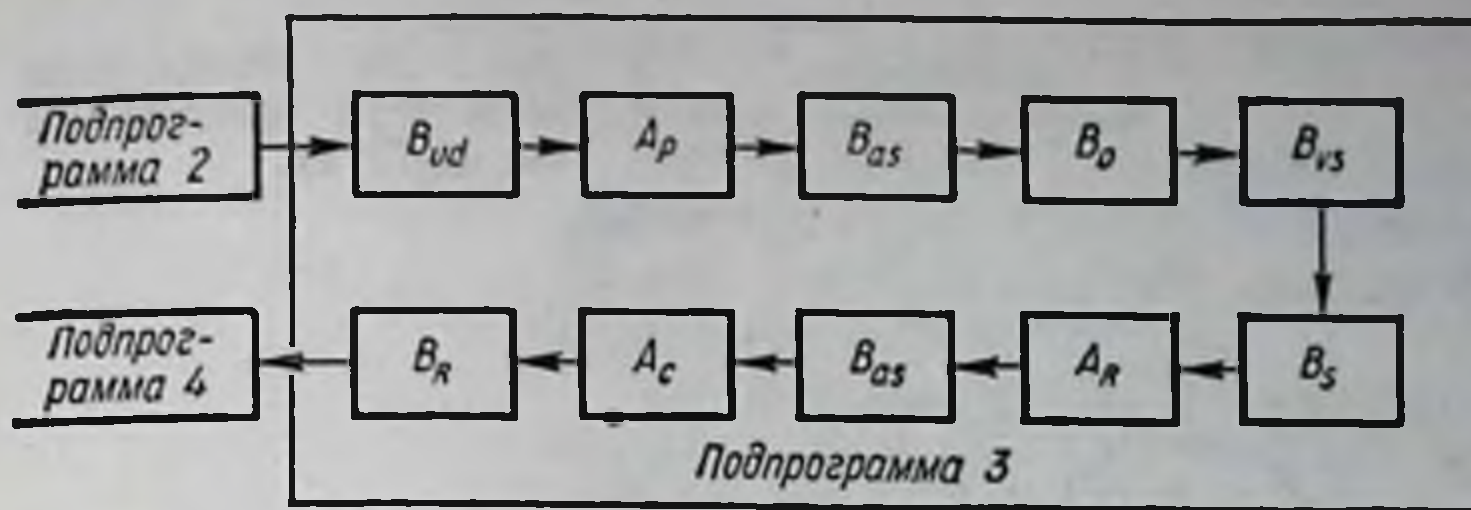 Подпрог-
рамма 2
B_vd
A_P
B_as
B_o
B_vs
Подпрог-
рамма 4
B_R
A_c
B_as
A_R
B_s
Подпрограмма 3